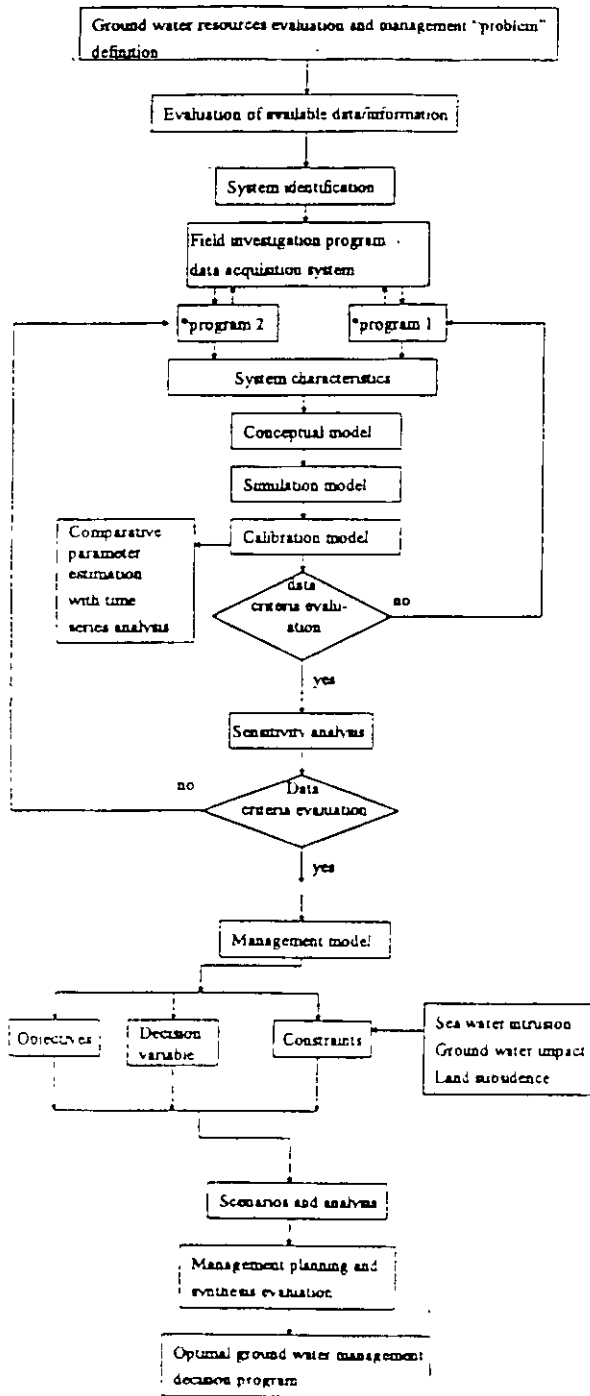 Ground water resources evaluation and management "problem"
definition
Evaluation of available data/information
System identification
Field investigation program
data acquisition system
*program 2
*program 1
System characteristics
Conceptual model
Simulation model
Calibration model
Comparative
parameter
estimation
with time
series analysis
data
criteria evalu-
ation
no
yes
Sensitivity analysis
no
Data
criteria evaluation
yes
Management model
Objectives
Decision
variable
Constraints
Sea water intrusion
Ground water impact
Land subsidence
Scenarios and analysis
Management planning and
synthesis evaluation
Optimal ground water management
decision program